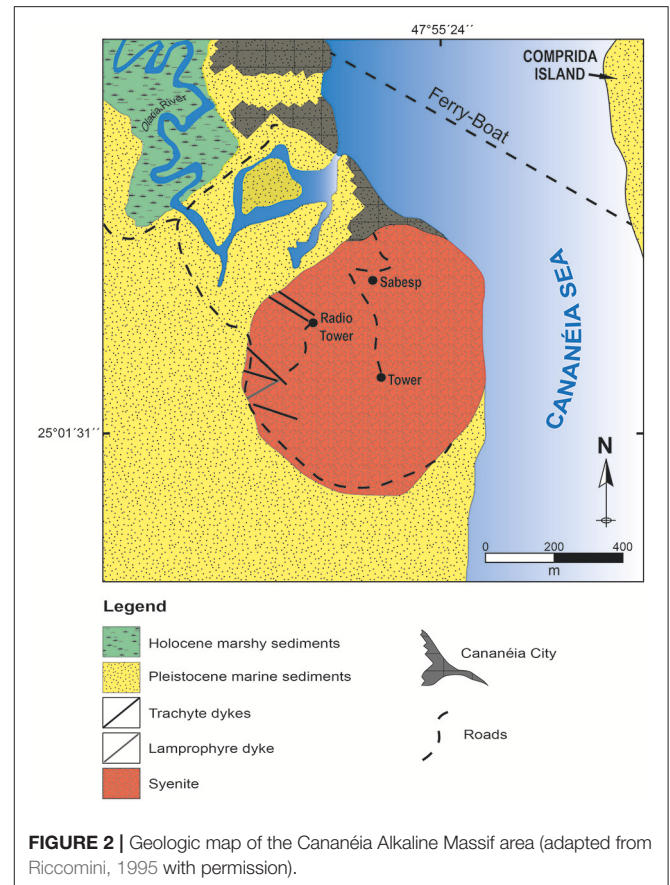 47°55´24´´
COMPRIDA
ISLAND
Ferry-Boat
CANANÉIA SEA
Sabesp
Radio
Tower
Tower
25°01´31´´
N
0 200 400
m
Legend
Holocene marshy sediments
Pleistocene marine sediments
Trachyte dykes
Lamprophyre dyke
Syenite
Cananéia City
Roads
FIGURE 2 | Geologic map of the Cananéia Alkaline Massif area (adapted from
Riccomini, 1995 with permission).